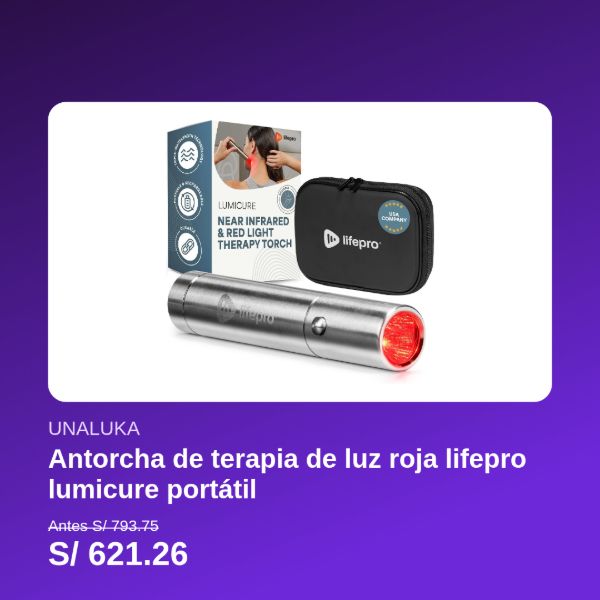 lifepro
LUMICURE
NEAR INFRARED
& RED LIGHT
THERAPY TORCH
USA
COMPANY
lifepro
lifepro
UNALUKA
Antorcha de terapia de luz roja lifepro
lumicure portátil
Antes S/ 793.75
S/ 621.26